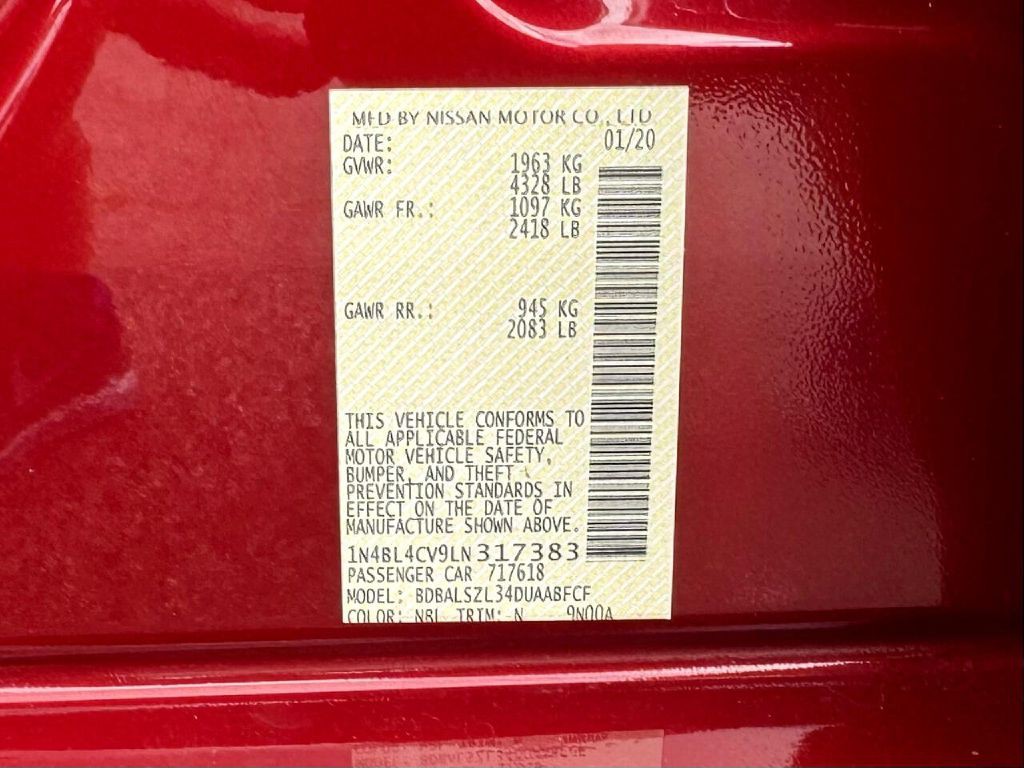 MFD BY NISSAN MOTOR CO., LTD
DATE: 01/20
GVWR: 1963 KG
4328 LB
GAWR FR.: 1097 KG
2418 LB
GAWR RR.: 945 KG
2083 LB
THIS VEHICLE CONFORMS TO
ALL APPLICABLE FEDERAL
MOTOR VEHICLE SAFETY,
BUMPER, AND THEFT
PREVENTION STANDARDS IN
EFFECT ON THE DATE OF
MANUFACTURE SHOWN ABOVE.
1N4BL4CV9LN317383
PASSENGER CAR 717618
MODEL: BDBALSZL34DUAABFCF
COLOR: NBL TRIM:-N